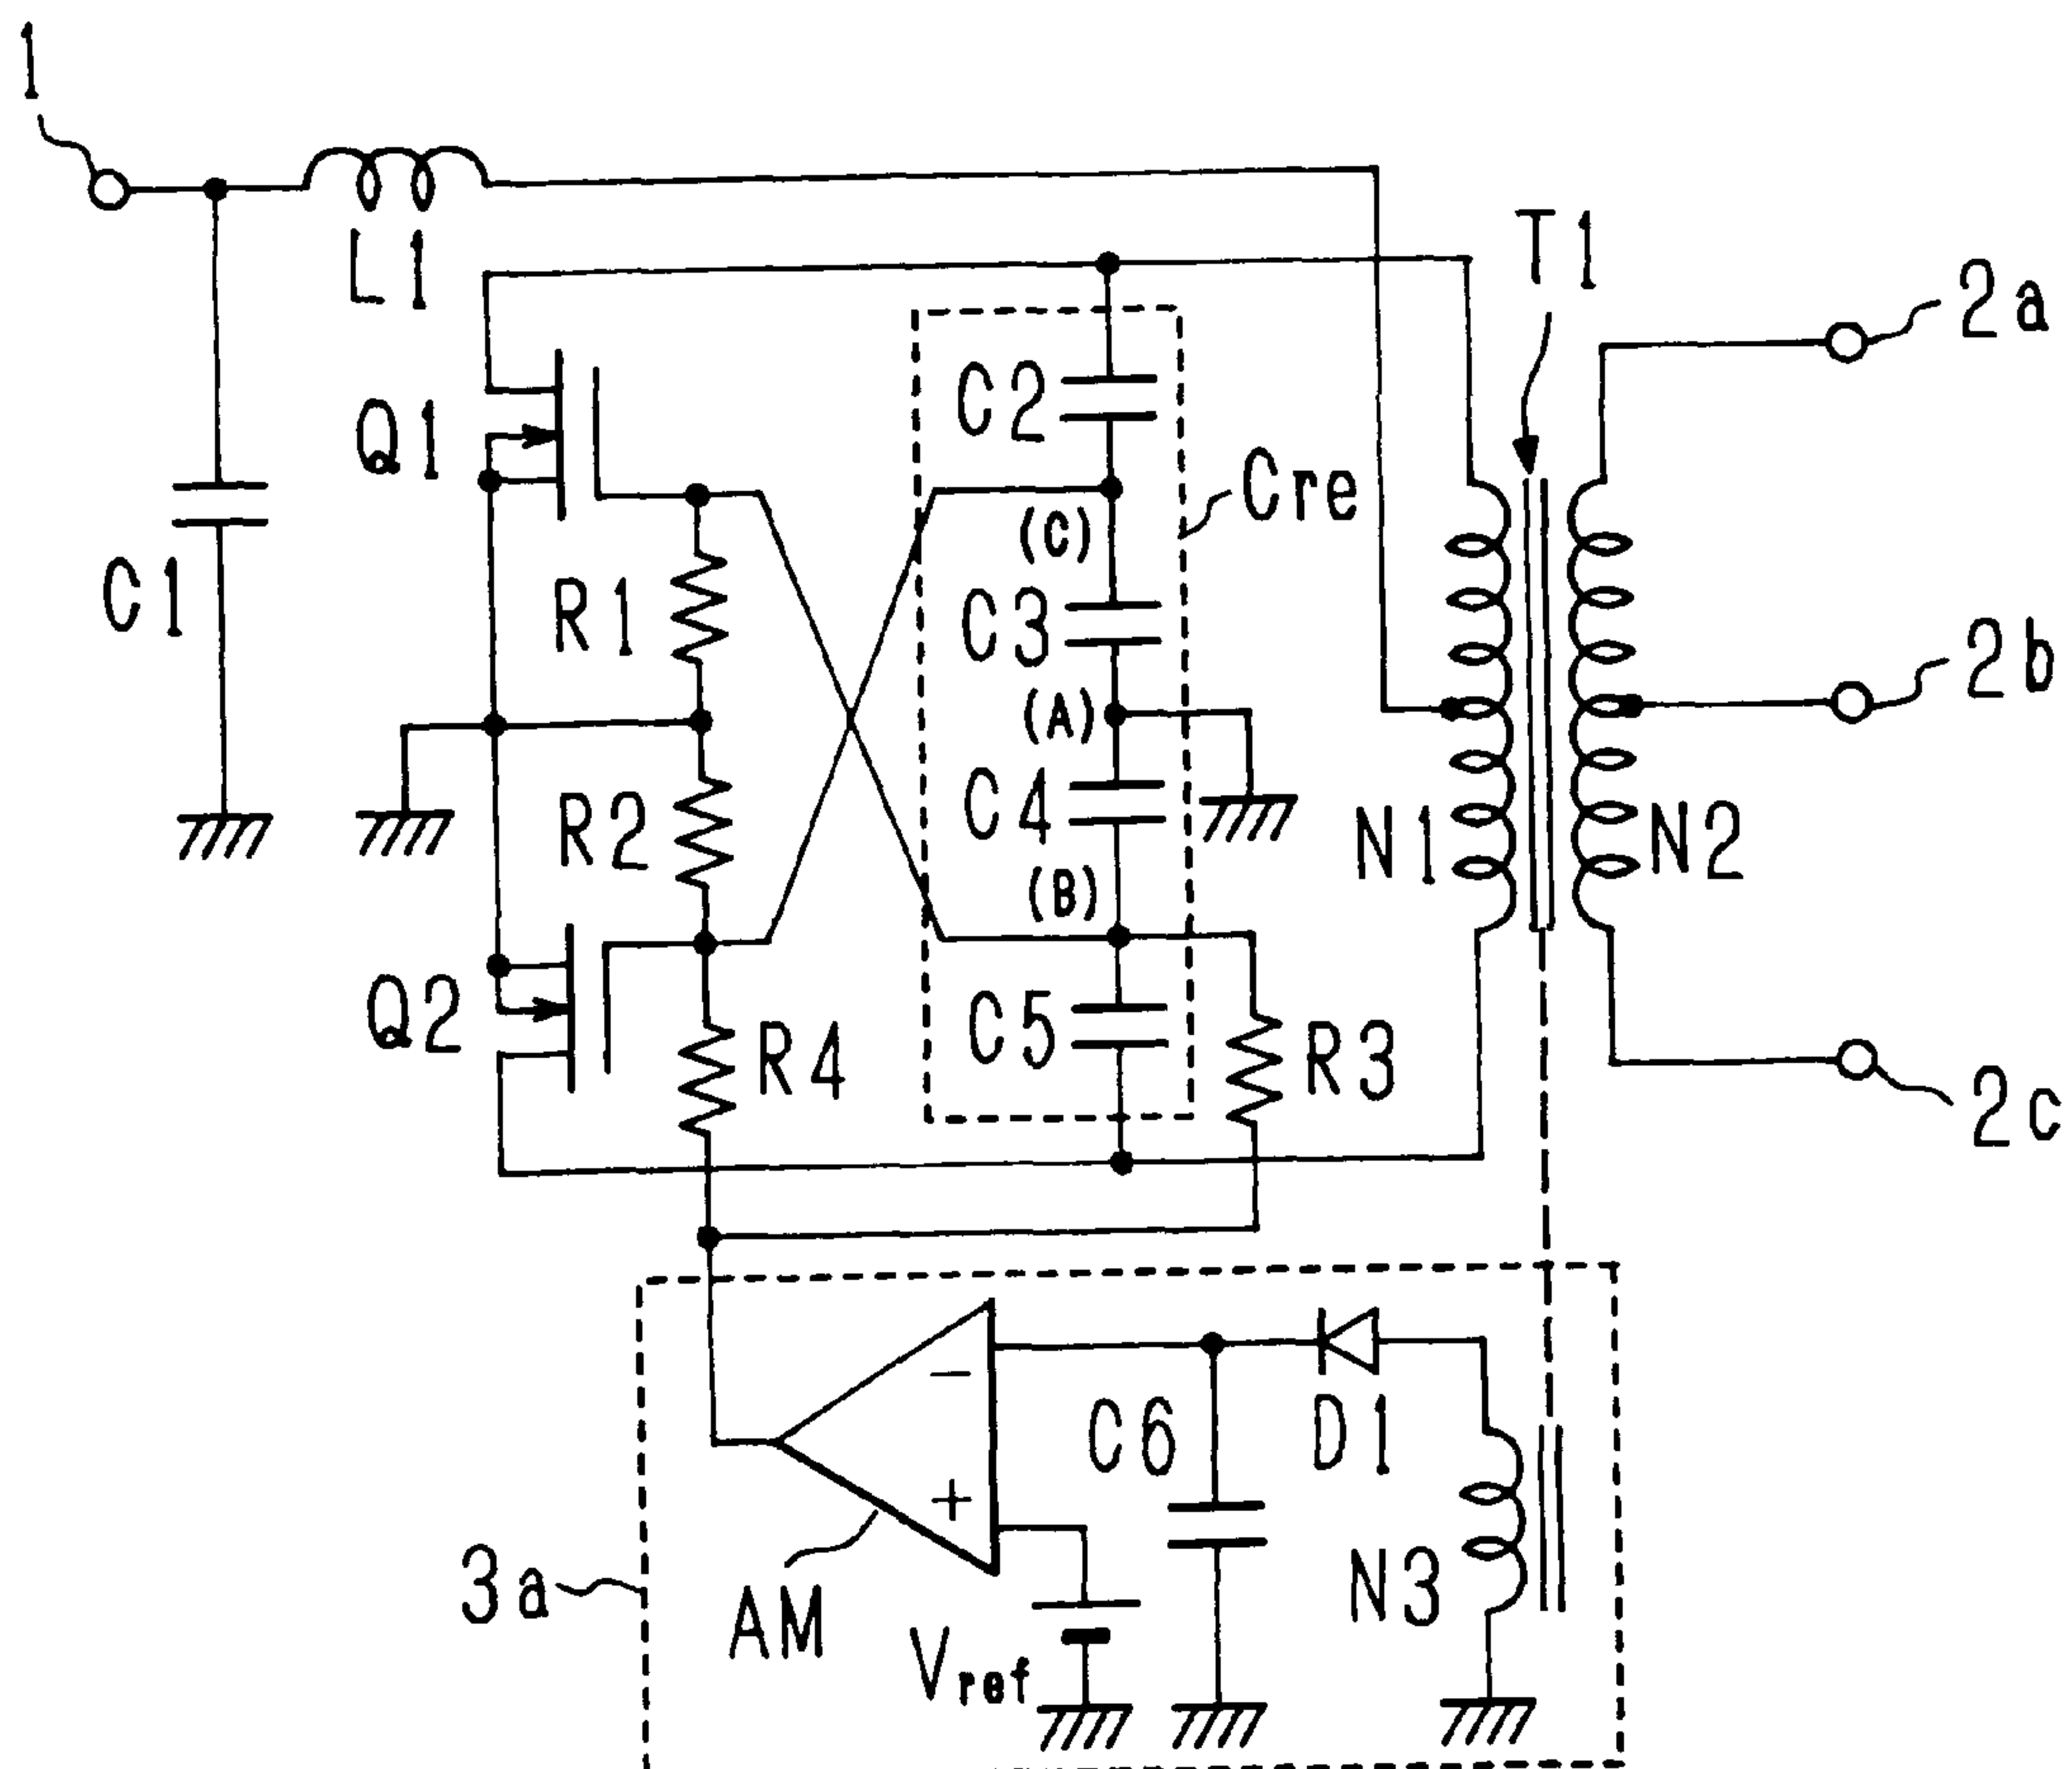 1
L1
T1
2a
Q1
C2
Cre
(C)
C1
R1
C3
2b
(A)
R2
C4
N1
N2
(B)
Q2
R4
C5
R3
2c
−
C6
D1
+
3a
AM
Vref
N3